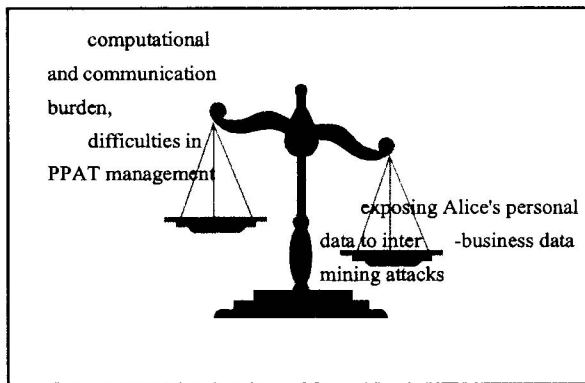 computational
and communication
burden,
difficulties in
PPAT management
exposing Alice's personal
data to inter -business data
mining attacks